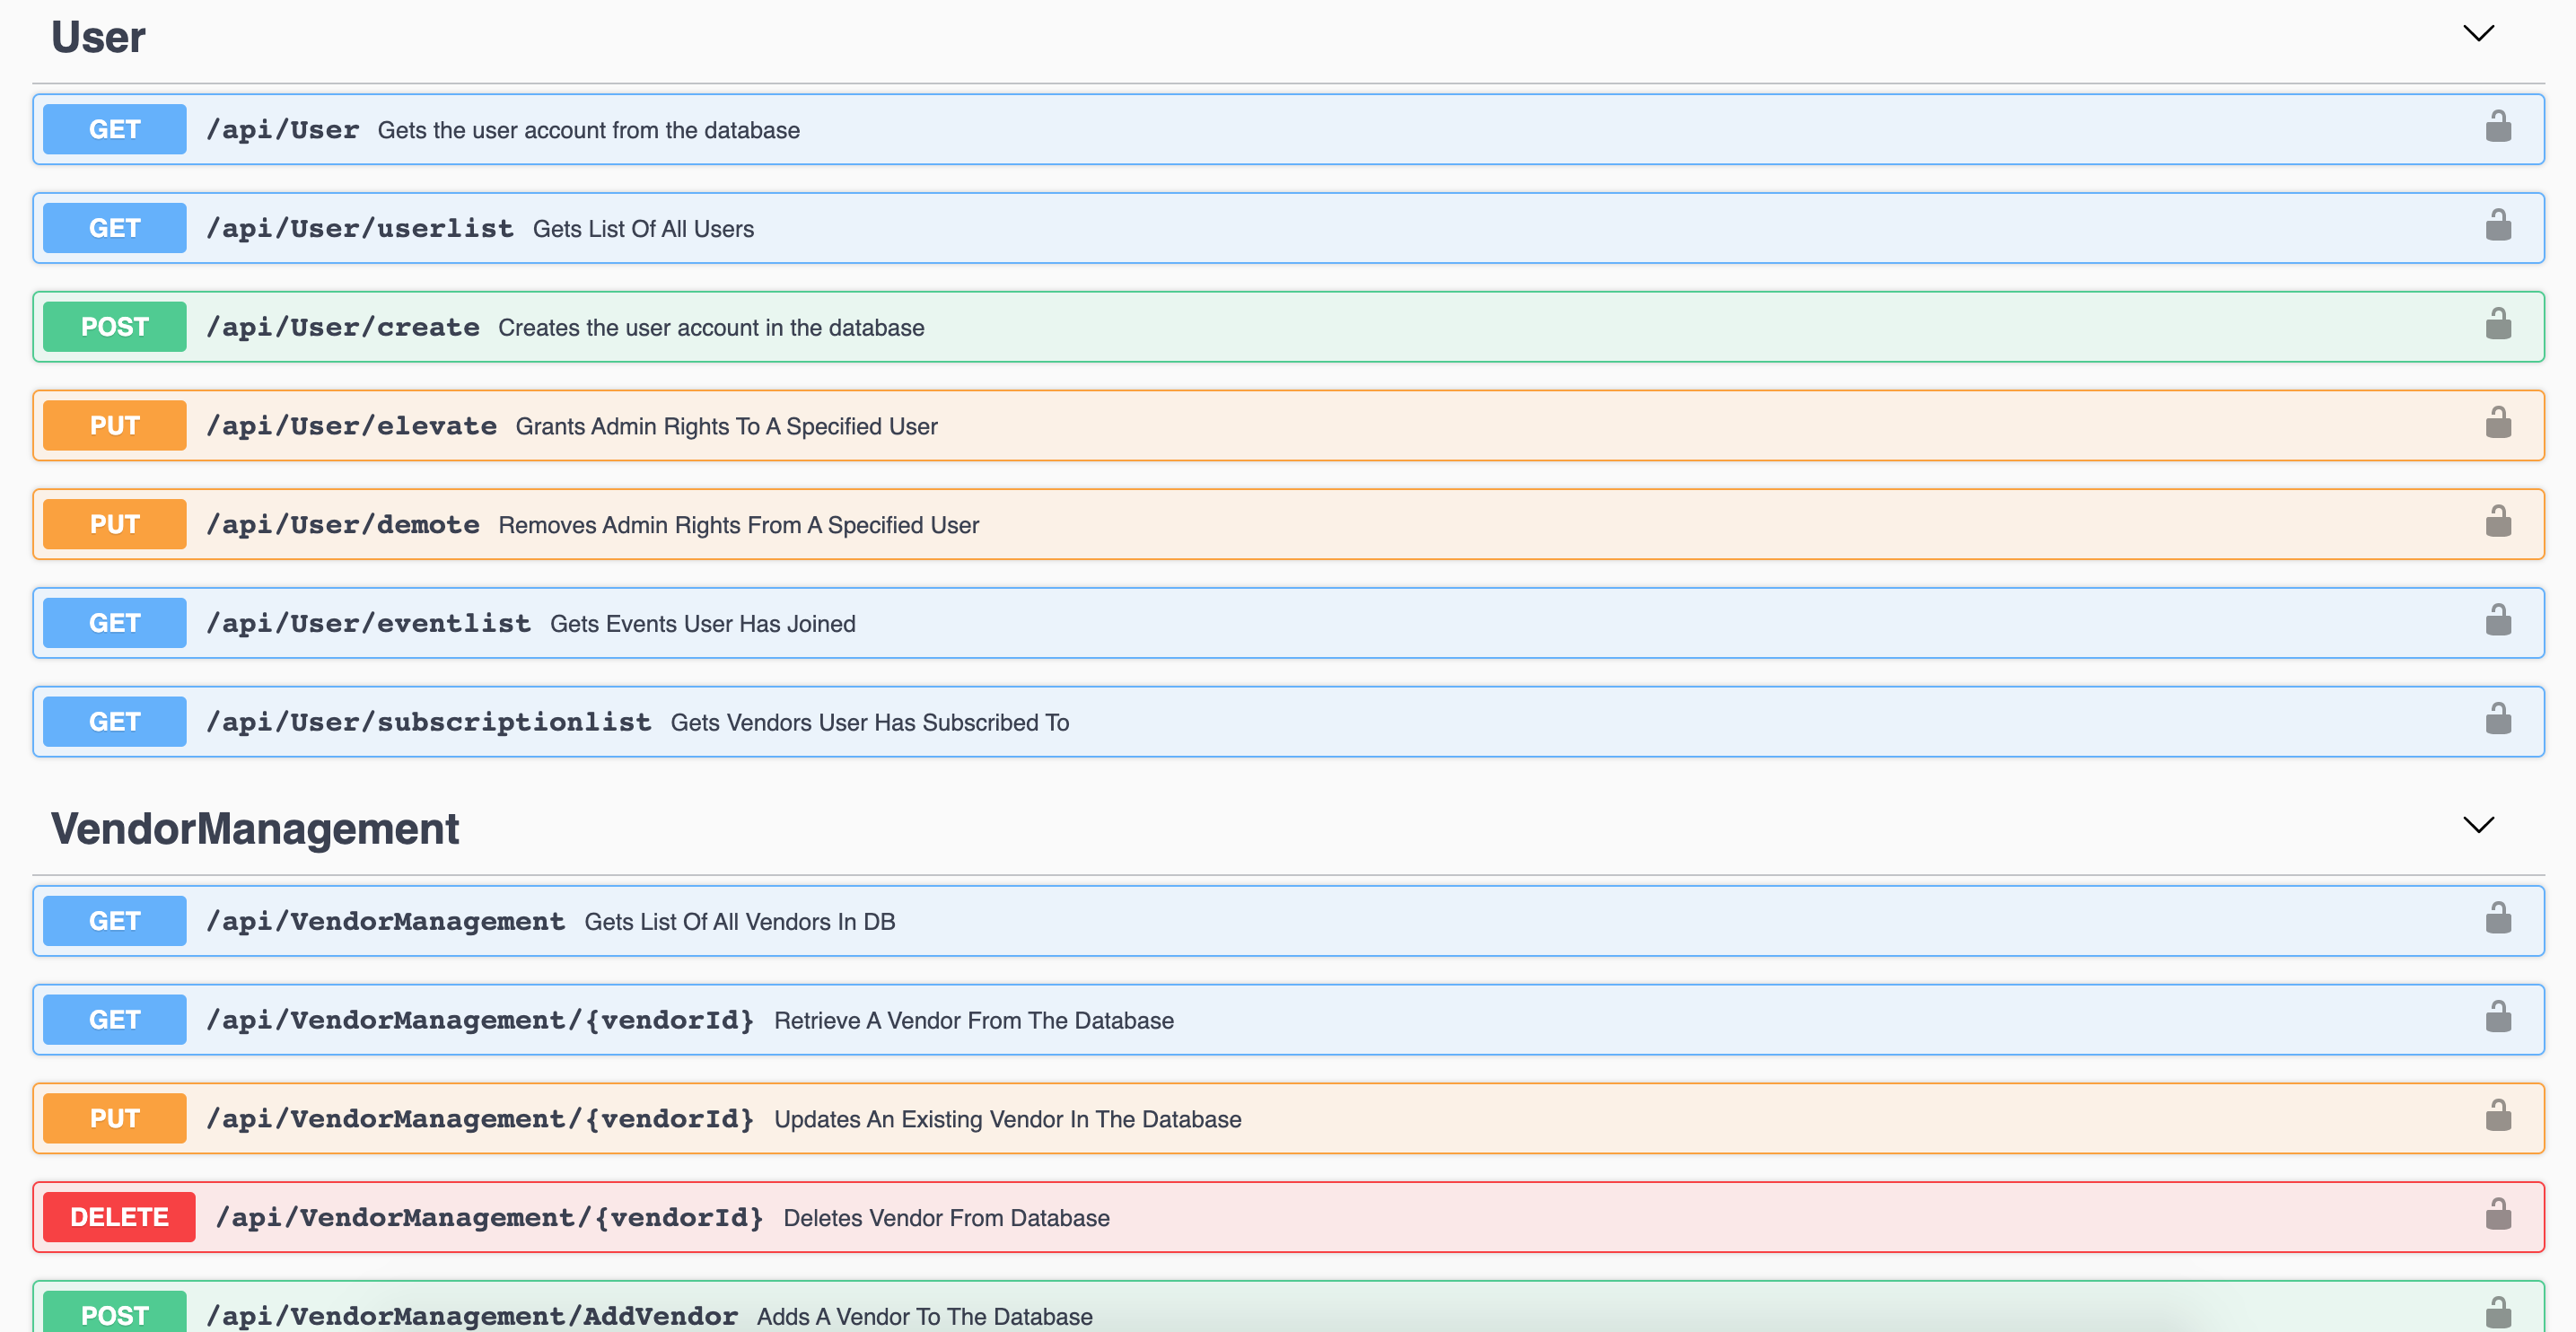 User
GET /api/User Gets the user account from the database
GET /api/User/userlist Gets List Of All Users
POST /api/User/create Creates the user account in the database
PUT /api/User/elevate Grants Admin Rights To A Specified User
PUT /api/User/demote Removes Admin Rights From A Specified User
GET /api/User/eventlist Gets Events User Has Joined
GET /api/User/subscriptionlist Gets Vendors User Has Subscribed To
VendorManagement
GET /api/VendorManagement Gets List Of All Vendors In DB
GET /api/VendorManagement/{vendorId} Retrieve A Vendor From The Database
PUT /api/VendorManagement/{vendorId} Updates An Existing Vendor In The Database
DELETE /api/VendorManagement/{vendorId} Deletes Vendor From Database
POST /api/VendorManagement/AddVendor Adds A Vendor To The Database